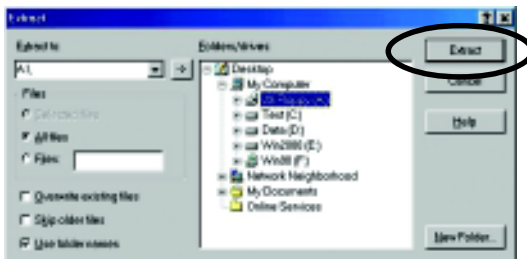 Extract
Extract to:
A:\
Folders/drives:
Files
Selected files
All files
Files:
Overwrite existing files
Skip older files
Use folder names
Desktop
My Computer
Test (C:)
Data (D:)
Win2000 (E:)
Win98 (F:)
Network Neighborhood
My Documents
Online Services
Extract
Cancel
Help
New Folder...